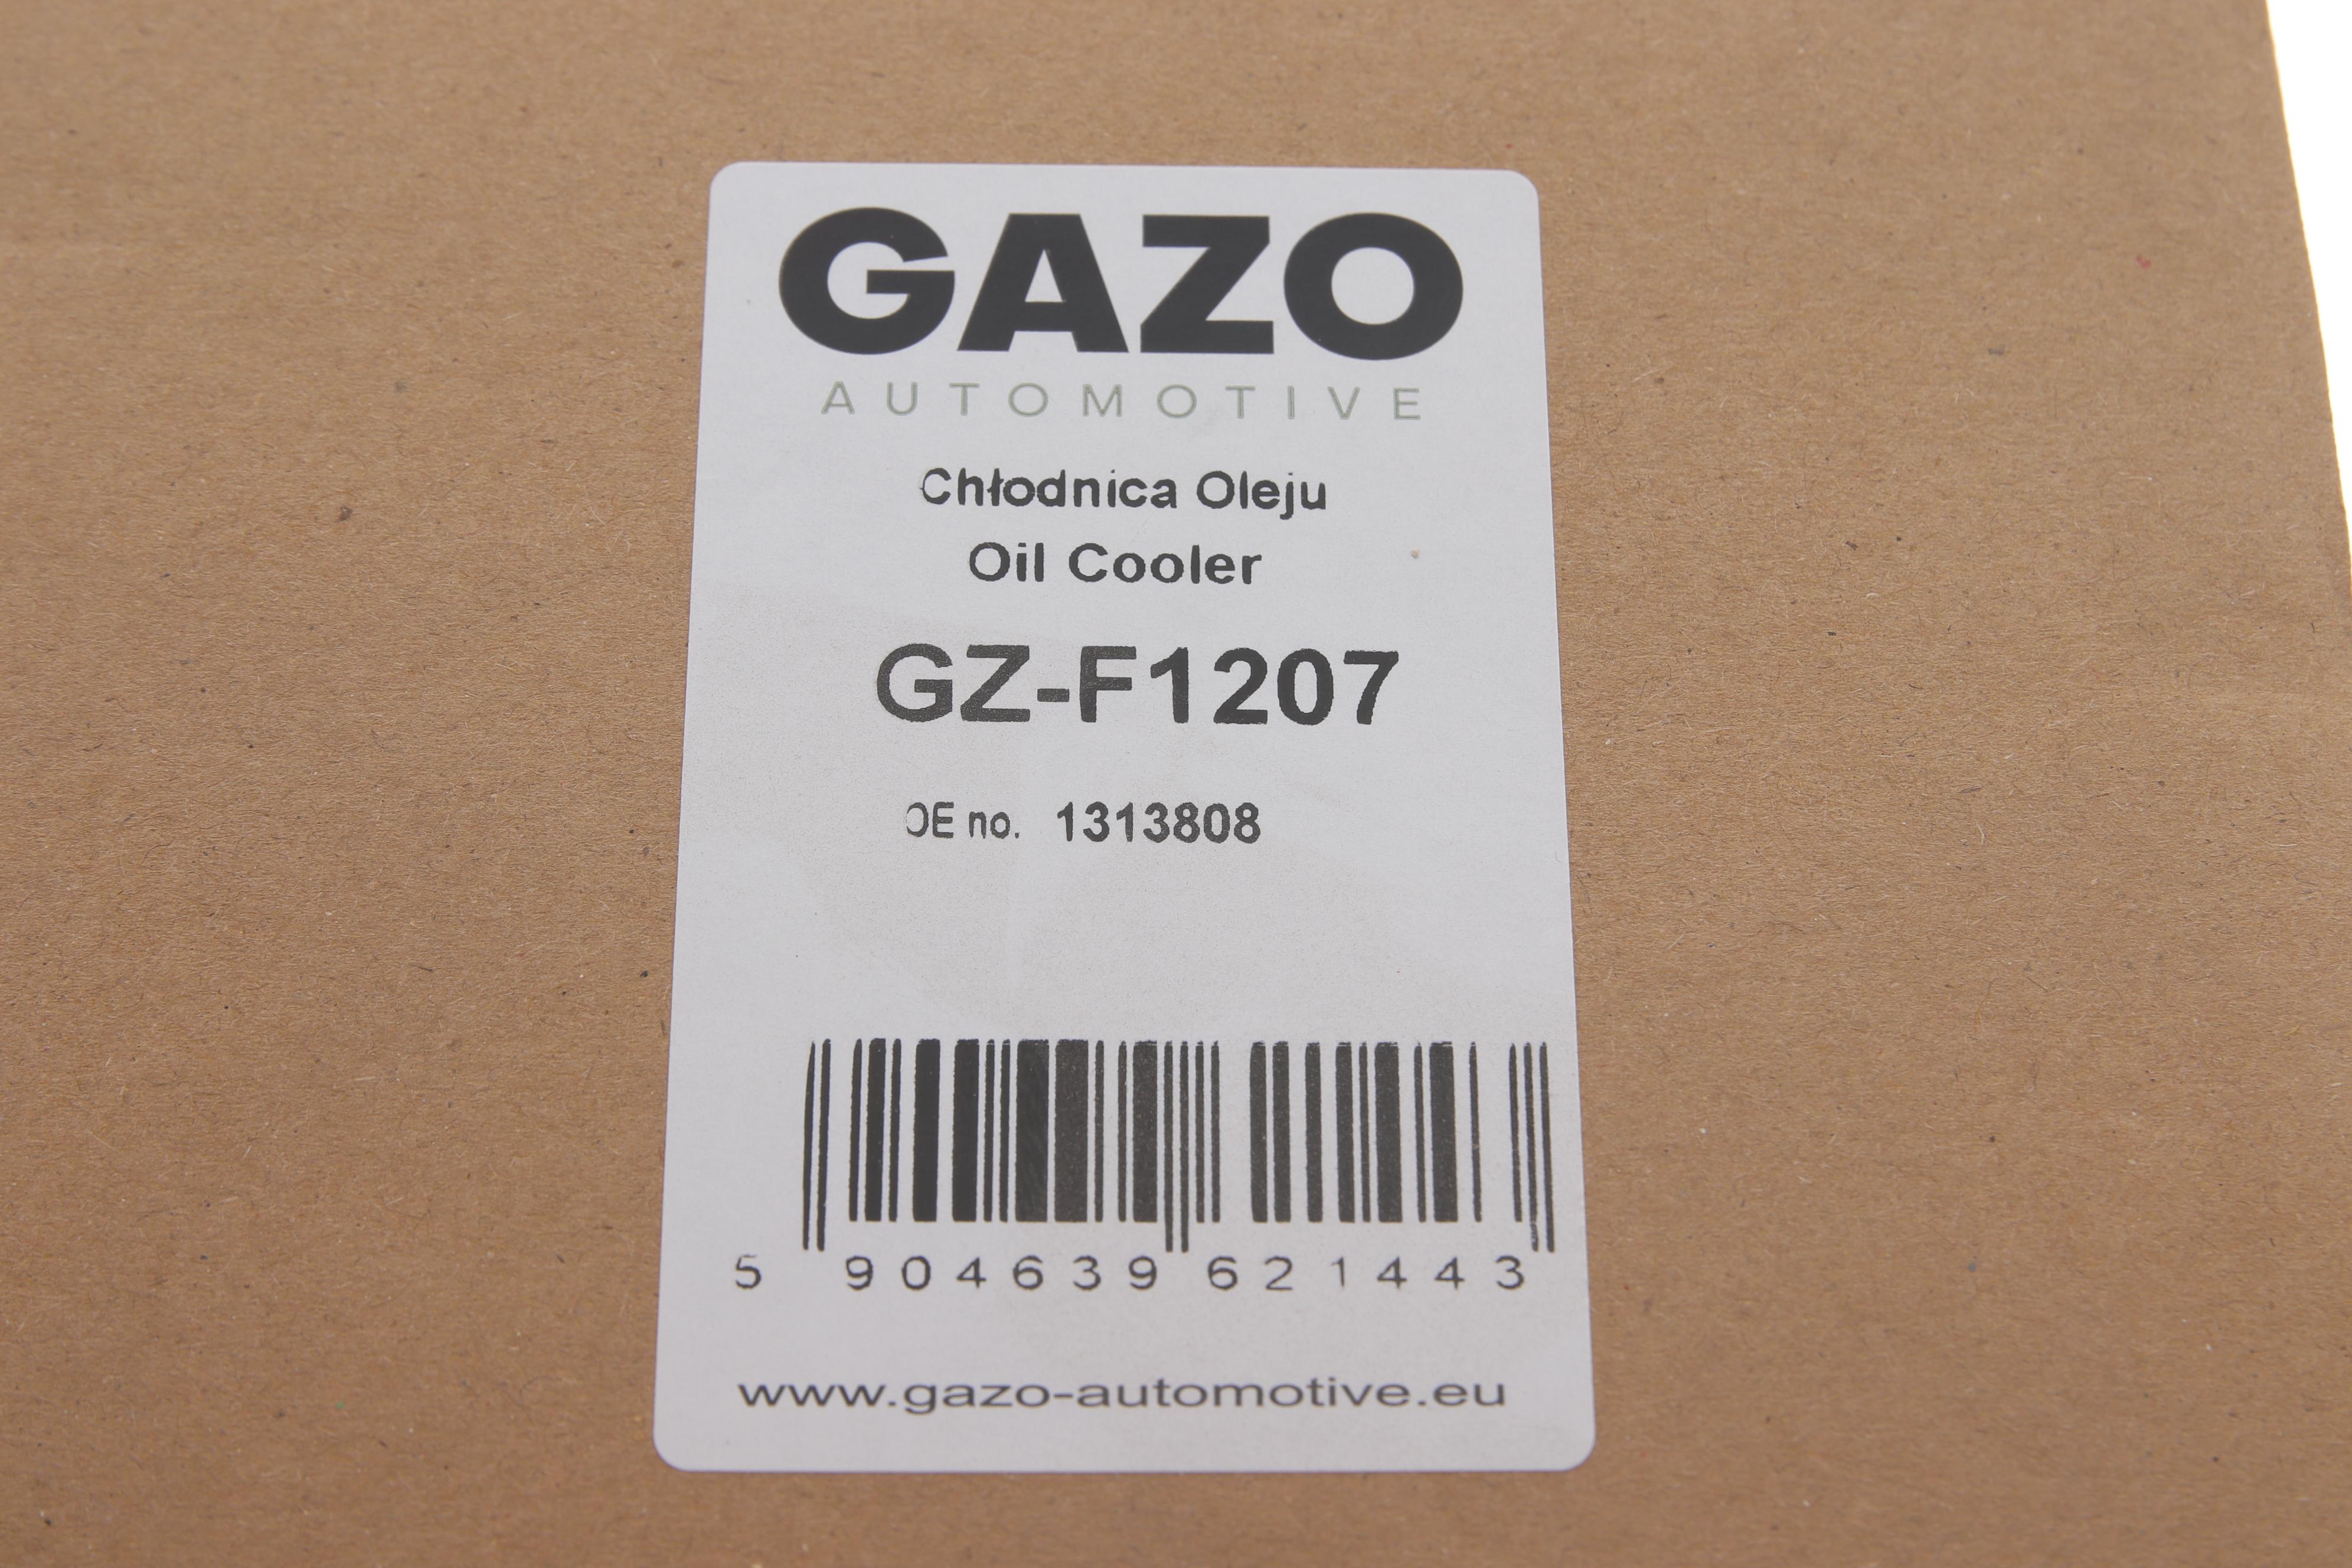 GAZO
AUTOMOTIVE
Chłodnica Oleju
Oil Cooler
GZ-F1207
OE no. 1313808
5 904639 621443
www.gazo-automotive.eu